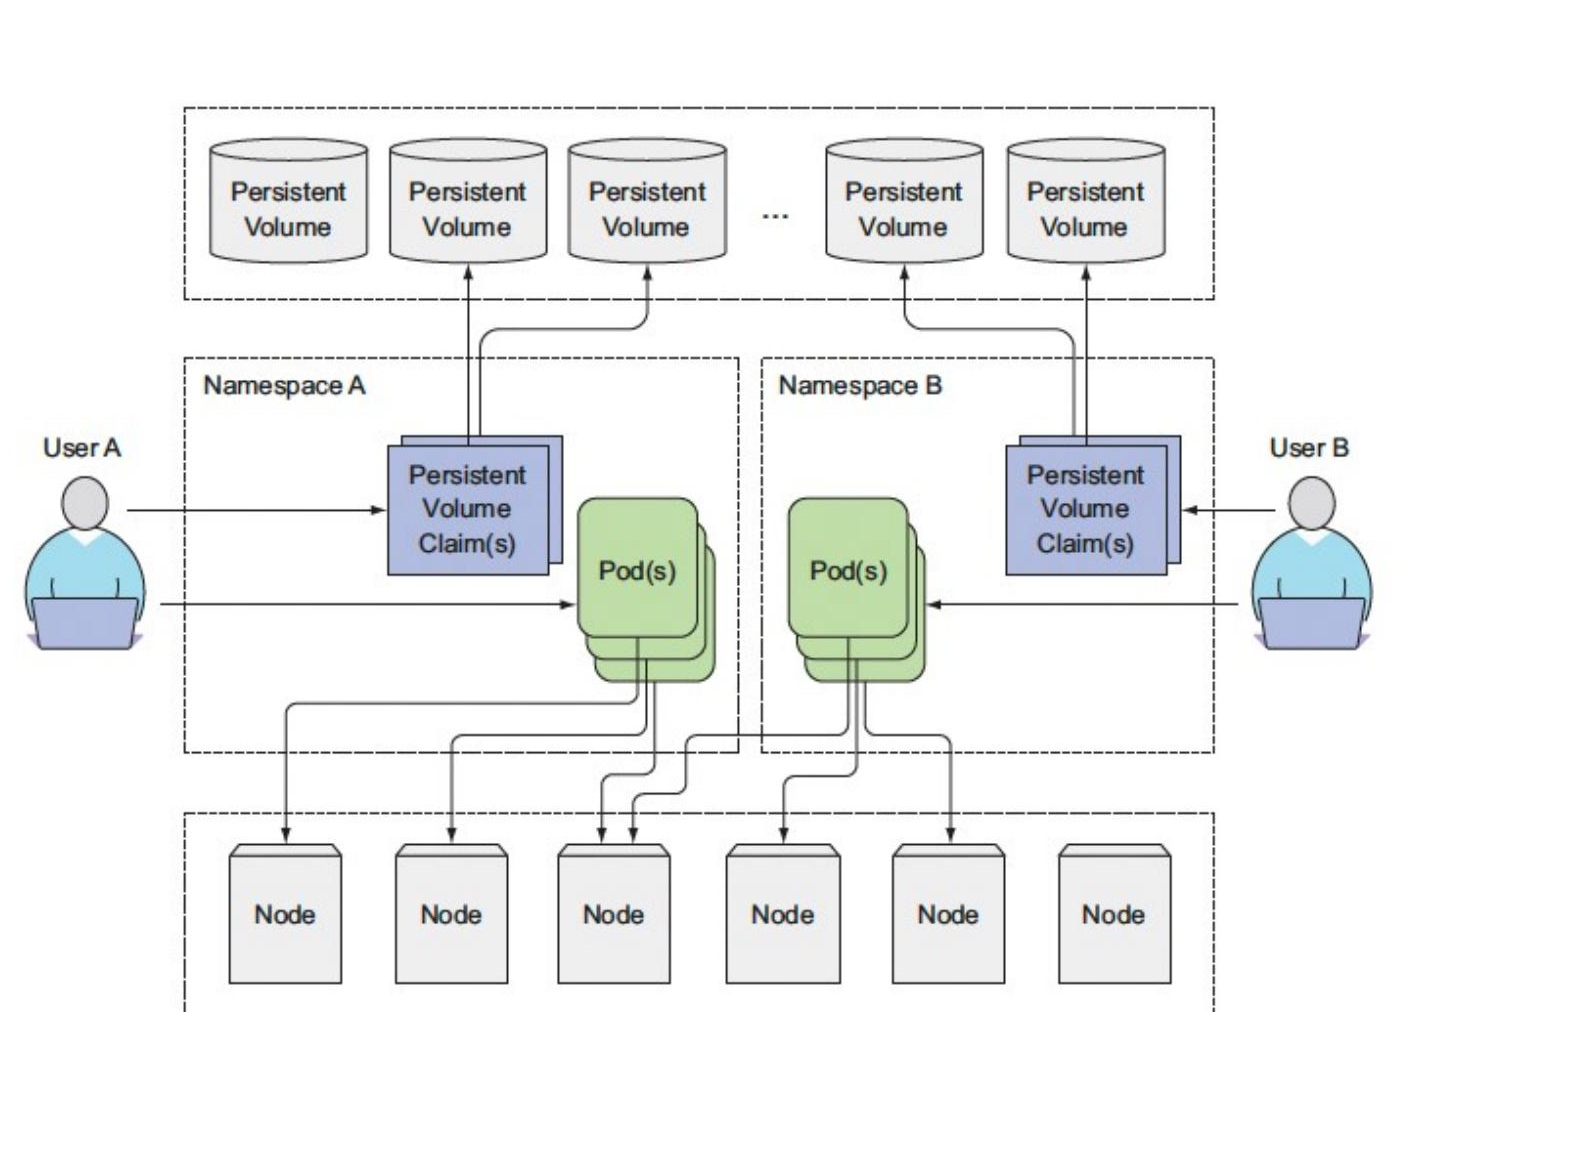 Persistent
Volume
Persistent
Volume
Persistent
Volume
...
Persistent
Volume
Persistent
Volume
Namespace A
Namespace B
User A
User B
Persistent
Volume
Claim(s)
Pod(s)
Pod(s)
Persistent
Volume
Claim(s)
Node
Node
Node
Node
Node
Node